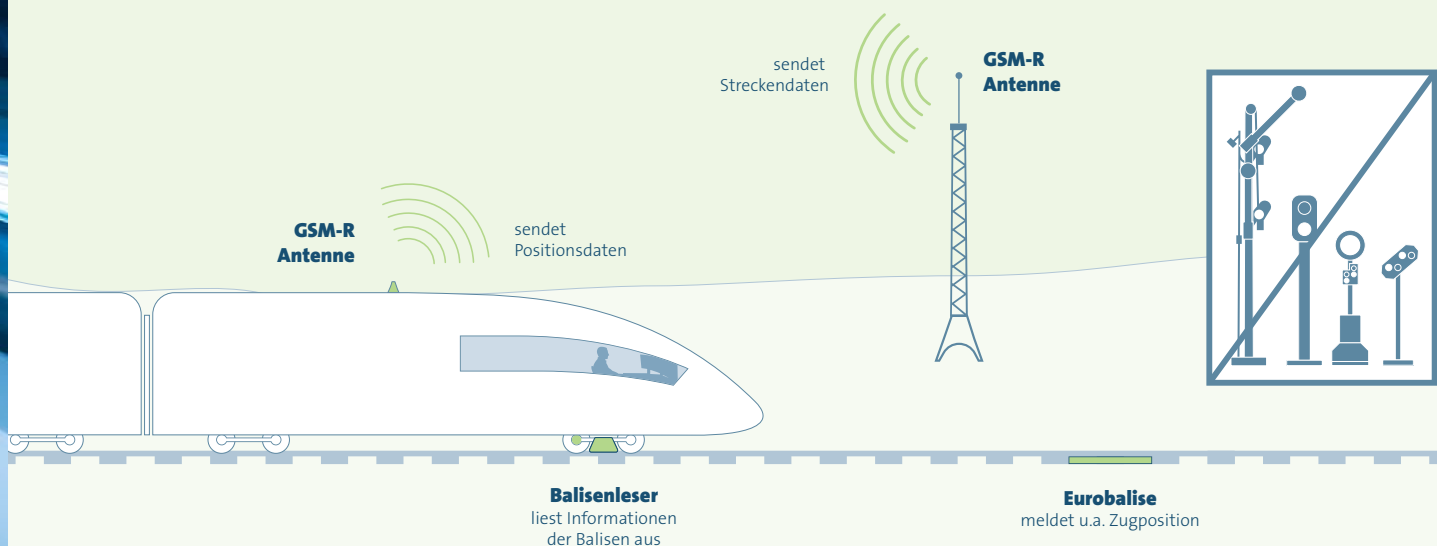 sendet
Streckendaten
GSM-R
Antenne
GSM-R
Antenne
sendet
Positionsdaten
Balisenleser
liest Informationen
der Balisen aus
Eurobalise
meldet u.a. Zugposition